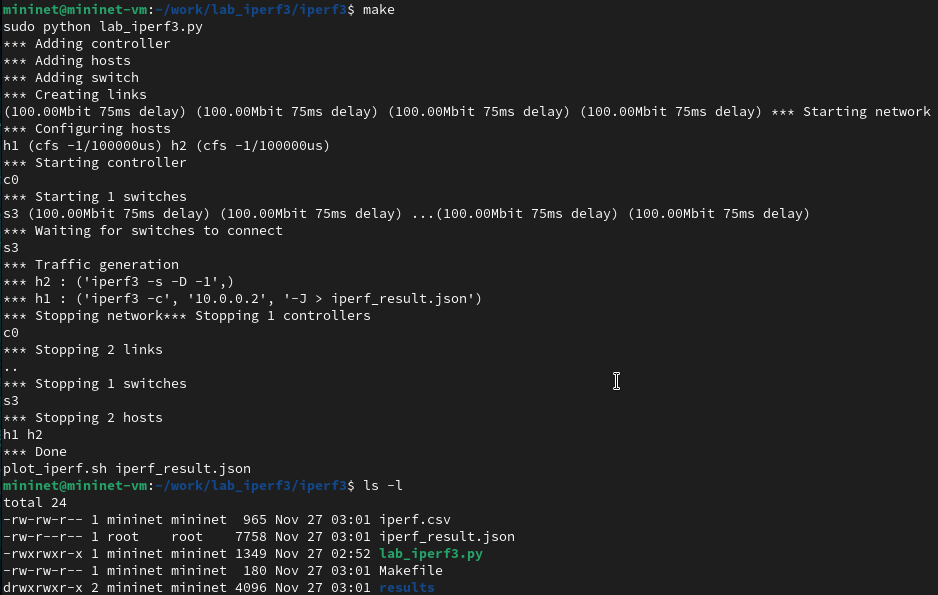 mininet@mininet-vm:~/work/lab_iperf3/iperf3$ make
sudo python lab_iperf3.py
*** Adding controller
*** Adding hosts
*** Adding switch
*** Creating links
(100.00Mbit 75ms delay) (100.00Mbit 75ms delay) (100.00Mbit 75ms delay) (100.00Mbit 75ms delay) *** Starting network
*** Configuring hosts
h1 (cfs -1/100000us) h2 (cfs -1/100000us)
*** Starting controller
c0
*** Starting 1 switches
s3 (100.00Mbit 75ms delay) (100.00Mbit 75ms delay) ...(100.00Mbit 75ms delay) (100.00Mbit 75ms delay)
*** Waiting for switches to connect
s3
*** Traffic generation
*** h2 : ('iperf3 -s -D -1',)
*** h1 : ('iperf3 -c', '10.0.0.2', '-J > iperf_result.json')
*** Stopping network*** Stopping 1 controllers
c0
*** Stopping 2 links
..
*** Stopping 1 switches
s3
*** Stopping 2 hosts
h1 h2
*** Done
plot_iperf.sh iperf_result.json
mininet@mininet-vm:~/work/lab_iperf3/iperf3$ ls -l
total 24
-rw-rw-r-- 1 mininet mininet  965 Nov 27 03:01 iperf.csv
-rw-r--r-- 1 root    root    7758 Nov 27 03:01 iperf_result.json
-rwxrwxr-x 1 mininet mininet 1349 Nov 27 02:52 lab_iperf3.py
-rw-rw-r-- 1 mininet mininet  180 Nov 27 03:01 Makefile
drwxrwxr-x 2 mininet mininet 4096 Nov 27 03:01 results